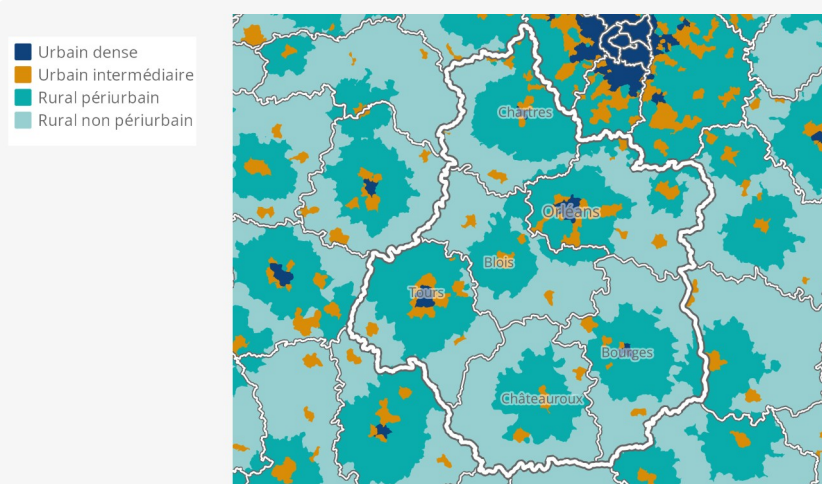 Urbain dense
Urbain intermédiaire
Rural périurbain
Rural non périurbain
Chartres
Orléans
Blois
Tours
Bourges
Châteauroux